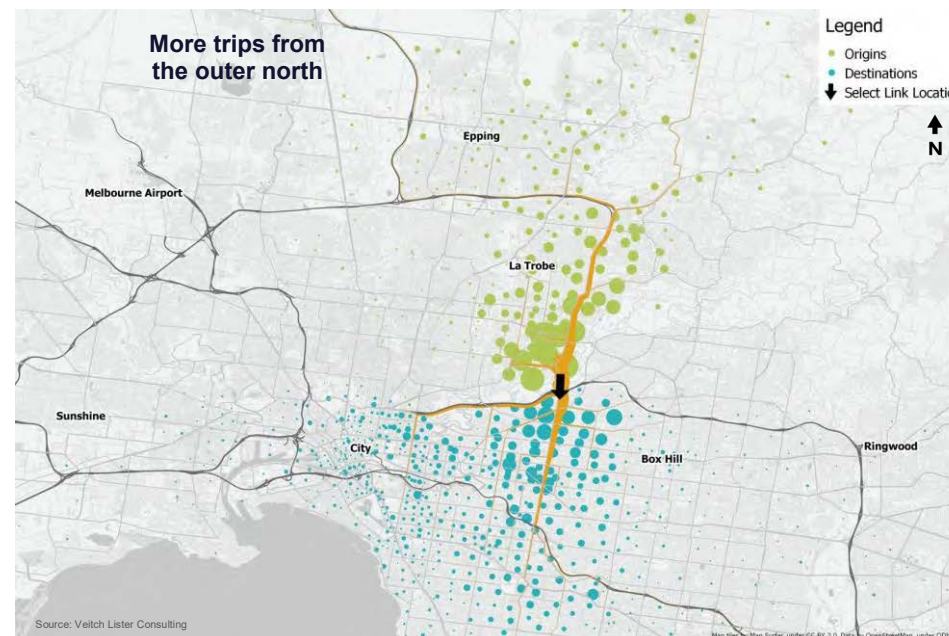 More trips from
the outer north
Legend
Origins
Destinations
Select Link Locatio
N
Epping
Melbourne Airport
La Trobe
Sunshine
City
Box Hill
Ringwood
Source: Veitch Lister Consulting